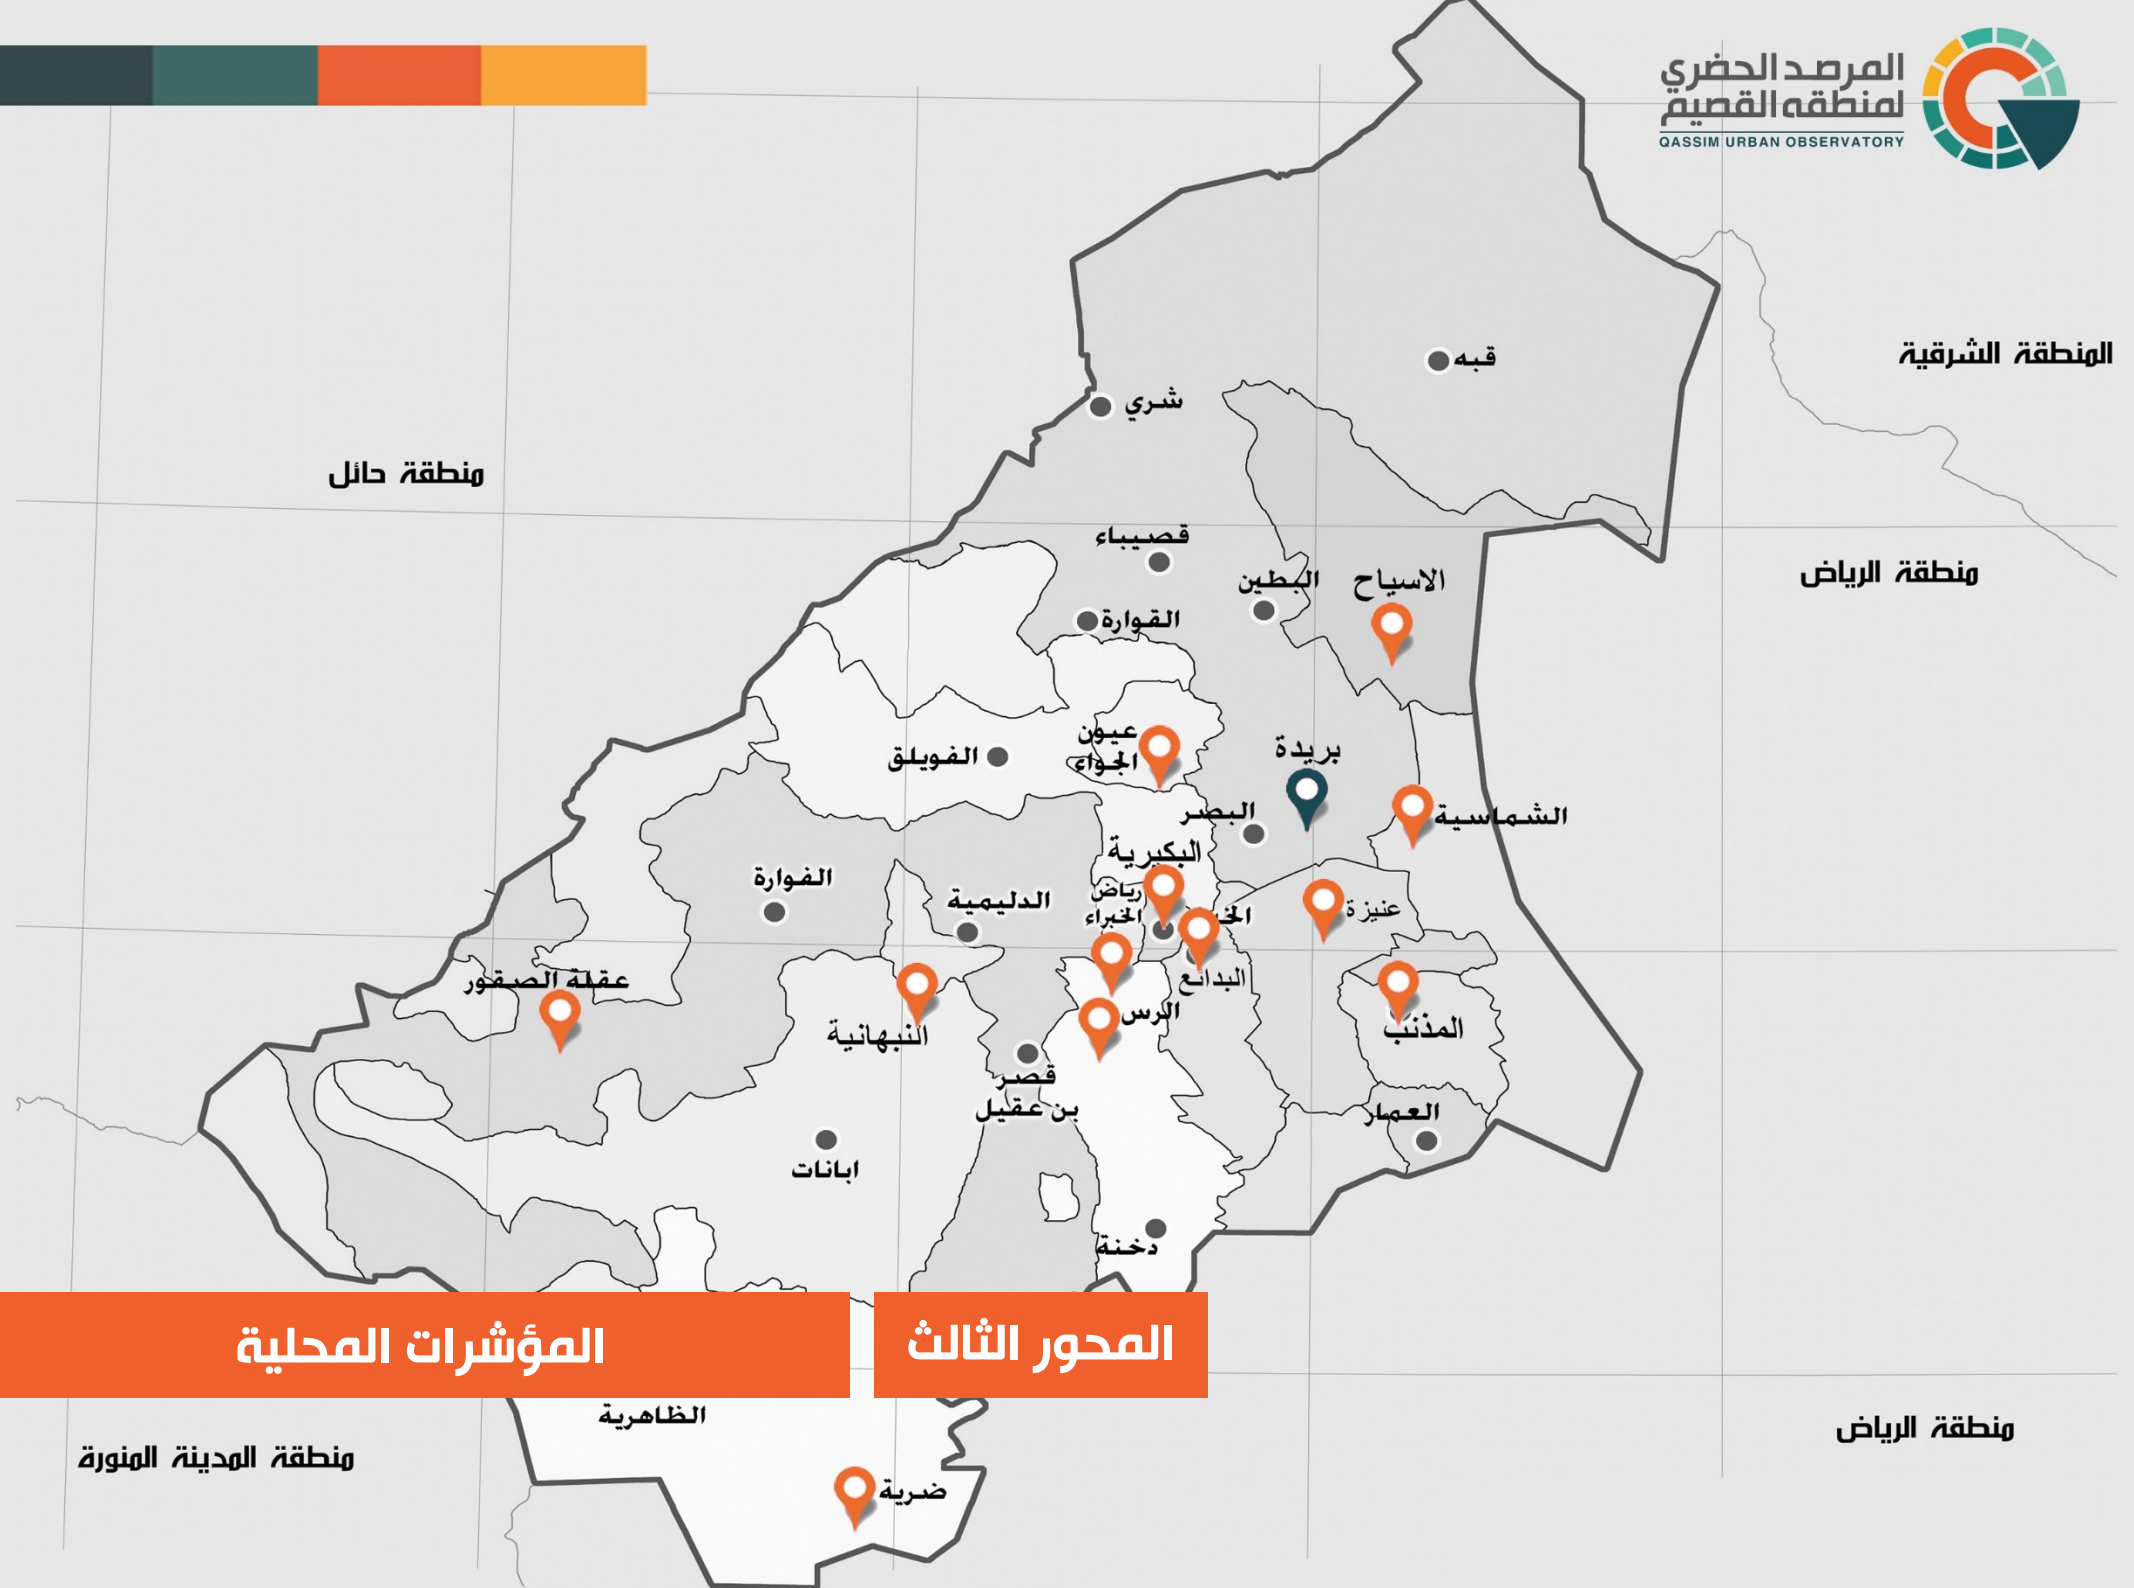 المرصد الحضري
لمنطقة القصيم
QASSIM URBAN OBSERVATORY
المنطقة الشرقية
قبه
شري
منطقة حائل
قصيباء
البطين
الاسياح
منطقة الرياض
القوارة
عيون
الجواء
بريدة
الفويلق
البصر
الشماسية
البكيرية
الفوارة
رياض
الخبراء
الدليمية
عنيزة
عقلة الصقور
البدائع
النبهانية
الرس
المذنب
قصر
بن عقيل
العمار
ابانات
دخنة
المحور الثالث
المؤشرات المحلية
الظاهرية
منطقة الرياض
منطقة المدينة المنورة
ضرية